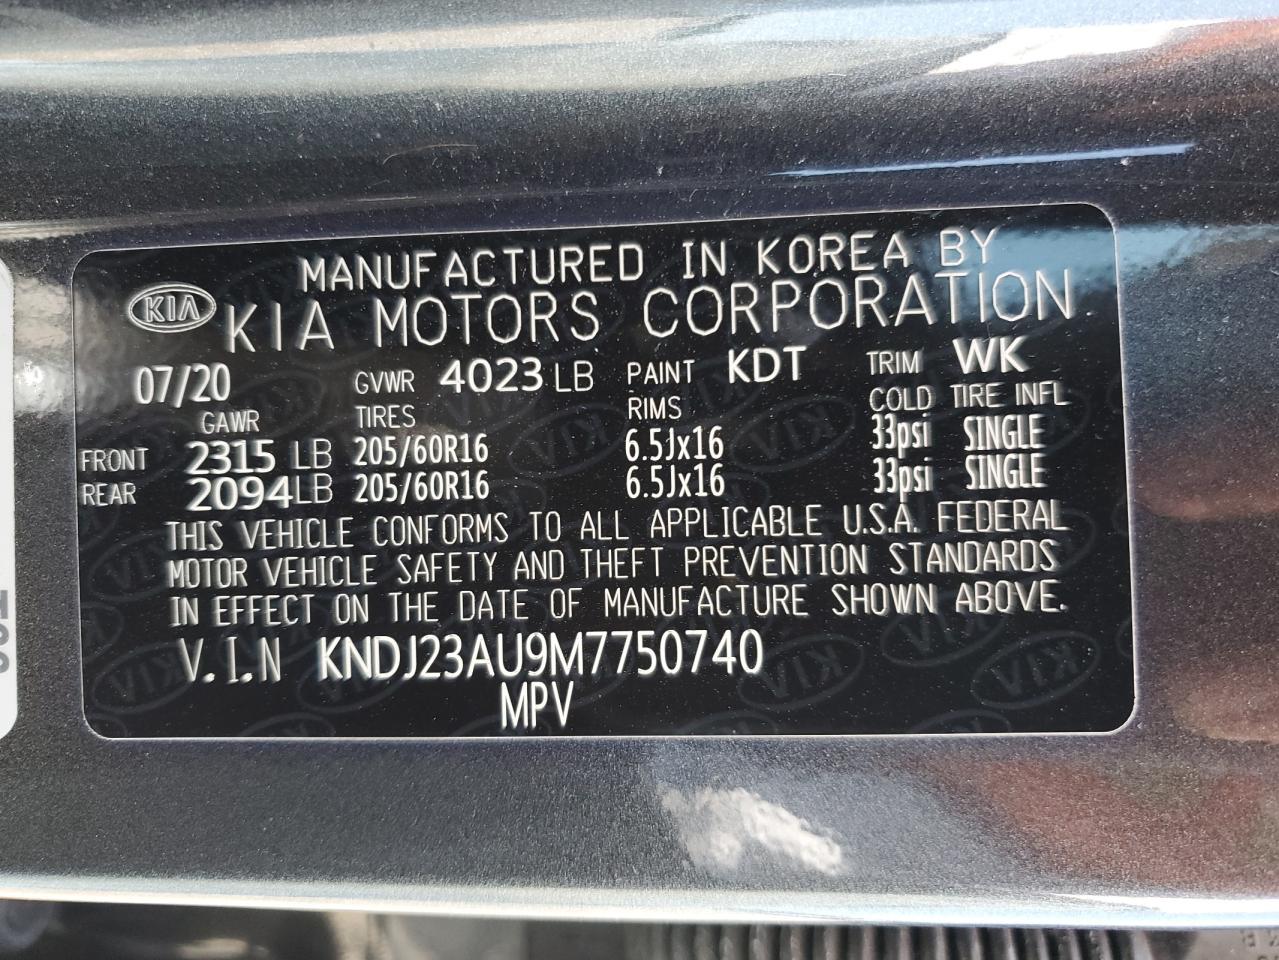 MANUFACTURED IN KOREA BY
KIA KIA MOTORS CORPORATION
07/20 GVWR 4023 LB PAINT KDT TRIM WK
GAWR TIRES RIMS COLD TIRE INFL
FRONT 2315 LB 205/60R16 6.5Jx16 33psi SINGLE
REAR 2094LB 205/60R16 6.5Jx16 33psi SINGLE
THIS VEHICLE CONFORMS TO ALL APPLICABLE U.S.A. FEDERAL
MOTOR VEHICLE SAFETY AND THEFT PREVENTION STANDARDS
IN EFFECT ON THE DATE OF MANUFACTURE SHOWN ABOVE.
V.I.N KNDJ23AU9M7750740
MPV